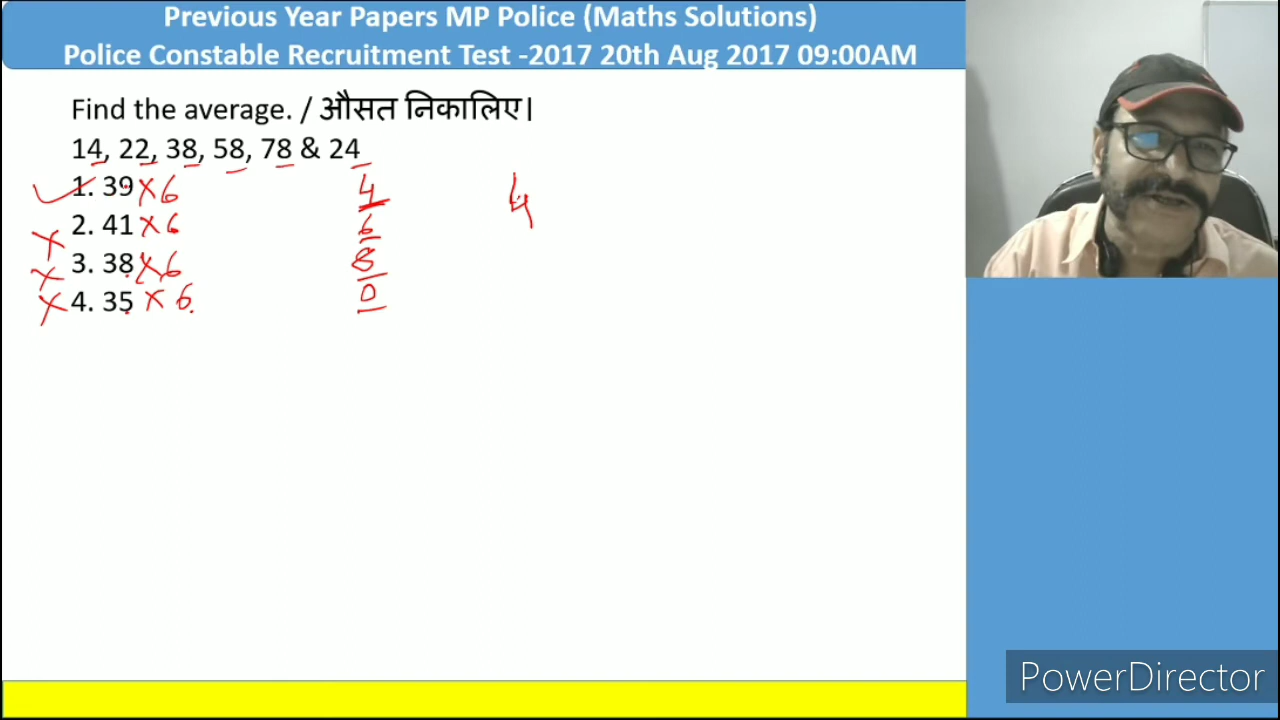 Previous Year Papers MP Police (Maths Solutions)
Police Constable Recruitment Test -2017 20th Aug 2017 09:00AM
Find the average. / औसत निकालिए।
14, 22, 38, 58, 78 & 24
1. 39 ×6 4 4
2. 41 ×6 6
3. 38 ×6 8
4. 35 × 6 0
PowerDirector